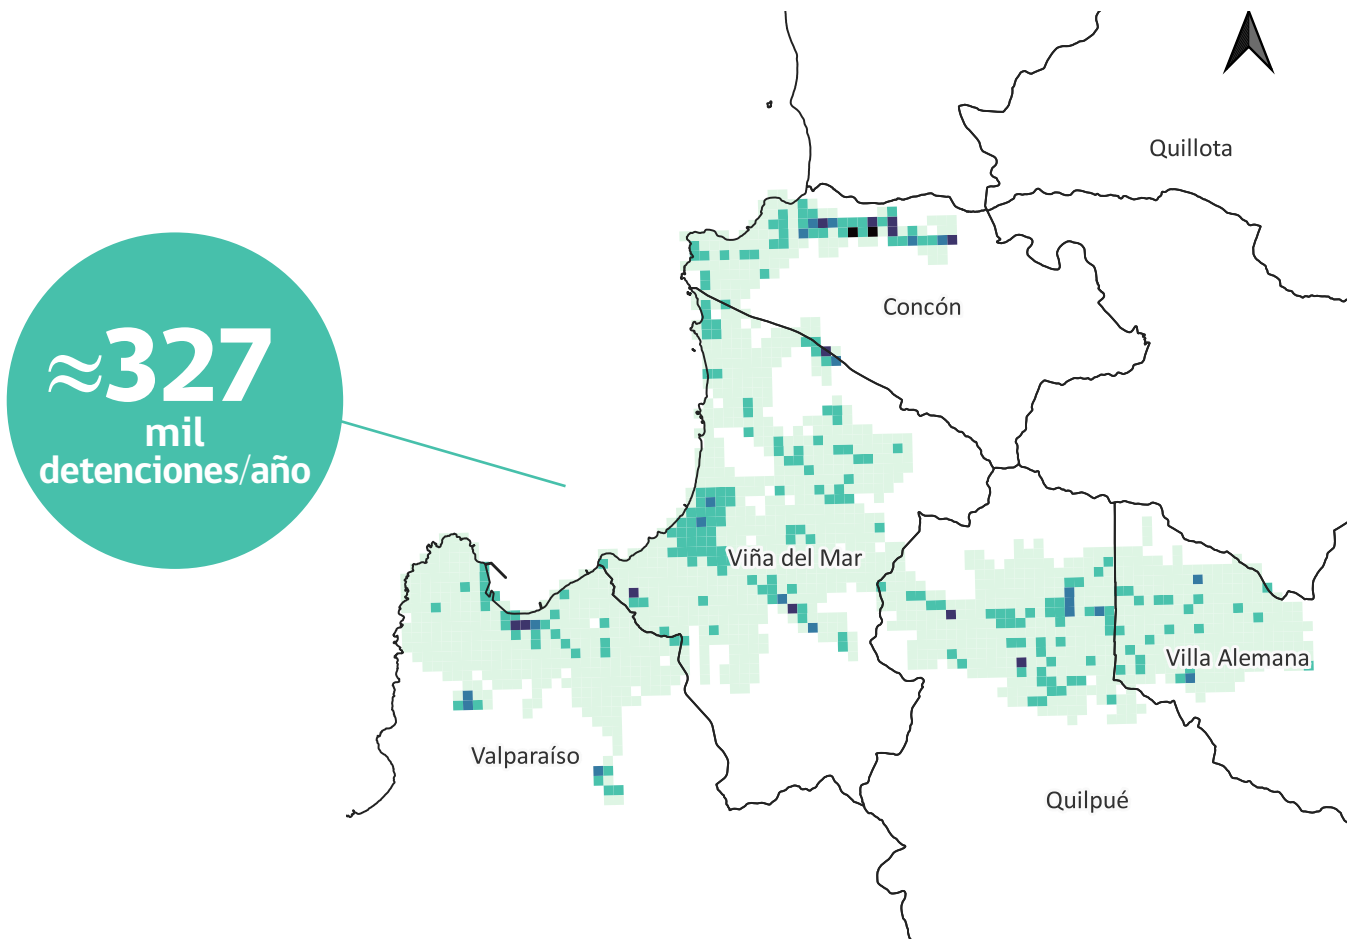 Quillota
Concón
≈327
mil
detenciones/año
Viña del Mar
Villa Alemana
Valparaíso
Quilpué